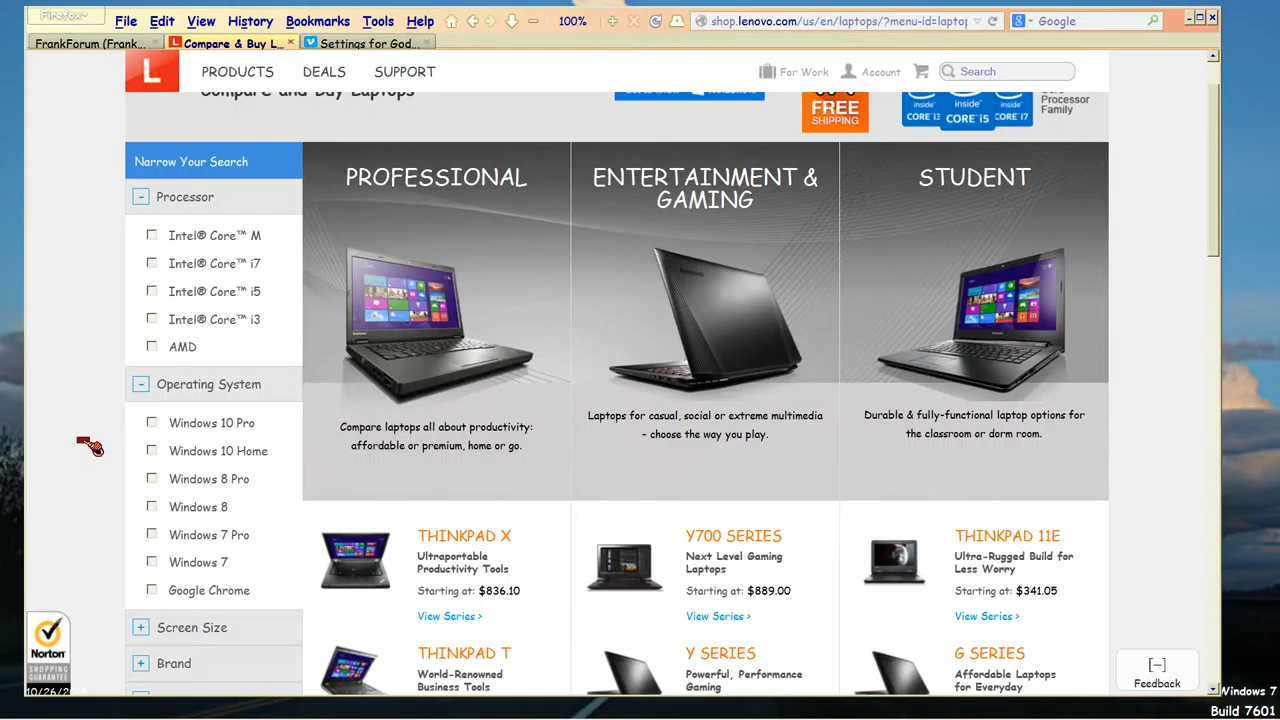 Firefox
File Edit View History Bookmarks Tools Help 100% shop.lenovo.com/us/en/laptops/?menu-id=laptop Google
FrankForum (Frank... Compare & Buy L... Settings for God...
L PRODUCTS DEALS SUPPORT For Work Account Search
Compare and Buy Laptops
FREE
SHIPPING
inside inside inside
CORE i3 CORE i5 CORE i7
Processor
Family
Narrow Your Search
Processor
Intel® Core™ M
Intel® Core™ i7
Intel® Core™ i5
Intel® Core™ i3
AMD
Operating System
Windows 10 Pro
Windows 10 Home
Windows 8 Pro
Windows 8
Windows 7 Pro
Windows 7
Google Chrome
Screen Size
Brand
PROFESSIONAL
Compare laptops all about productivity:
affordable or premium, home or go.
THINKPAD X
Ultraportable
Productivity Tools
Starting at: $836.10
View Series >
THINKPAD T
World-Renowned
Business Tools
ENTERTAINMENT &
GAMING
Laptops for casual, social or extreme multimedia
- choose the way you play.
Y700 SERIES
Next Level Gaming
Laptops
Starting at: $889.00
View Series >
Y SERIES
Powerful, Performance
Gaming
STUDENT
Durable & fully-functional laptop options for
the classroom or dorm room.
THINKPAD 11E
Ultra-Rugged Build for
Less Worry
Starting at: $341.05
View Series >
G SERIES
Affordable Laptops
for Everyday
Norton
SHOPPING
GUARANTEE
10/26/2
[-]
Feedback
Windows 7
Build 7601